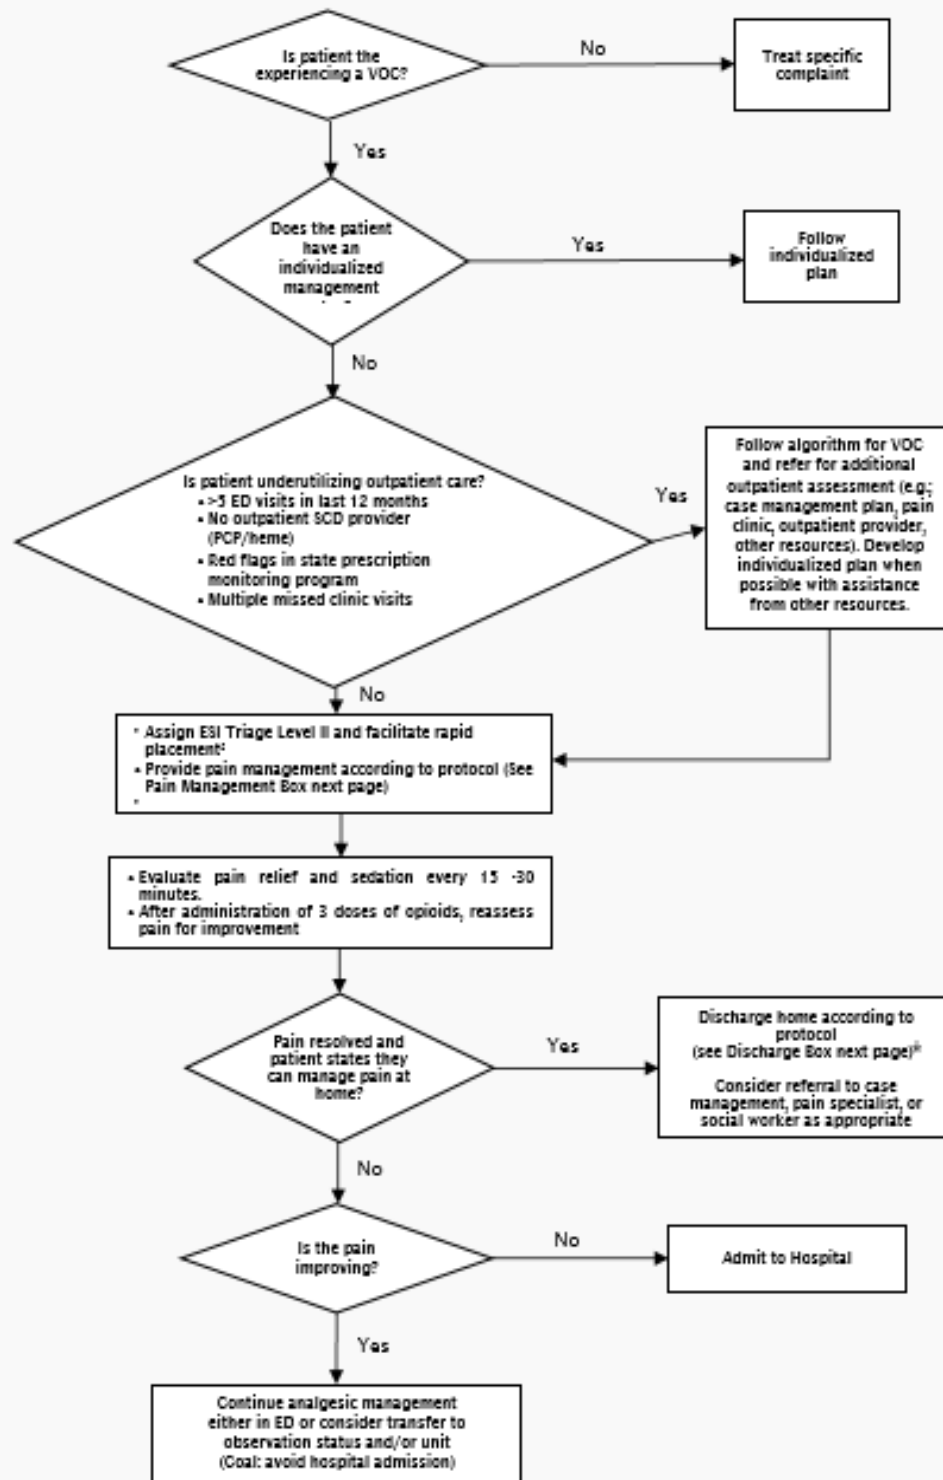 Is patient the
experiencing a VOC?
No
Treat specific
complaint
Yes
Does the patient
have an
individualized
management
Yes
Follow
individualized
plan
No
Is patient underutilizing outpatient care?
• >5 ED visits in last 12 months
• No outpatient SCD provider
(PCP/heme)
• Red flags in state prescription
monitoring program
• Multiple missed clinic visits
Yes
Follow algorithm for VOC
and refer for additional
outpatient assessment (e.g.;
case management plan, pain
clinic, outpatient provider,
other resources). Develop
individualized plan when
possible with assistance
from other resources.
No
• Assign ESI Triage Level II and facilitate rapid
placement
• Provide pain management according to protocol (See
Pain Management Box next page)
•
• Evaluate pain relief and sedation every 15 -30
minutes.
• After administration of 3 doses of opioids, reassess
pain for improvement
Pain resolved and
patient states they
can manage pain at
home?
Yes
Discharge home according to
protocol
(see Discharge Box next page)
Consider referral to case
management, pain specialist, or
social worker as appropriate
No
Is the pain
improving?
No
Admit to Hospital
Yes
Continue analgesic management
either in ED or consider transfer to
observation status and/or unit
(Goal: avoid hospital admission)